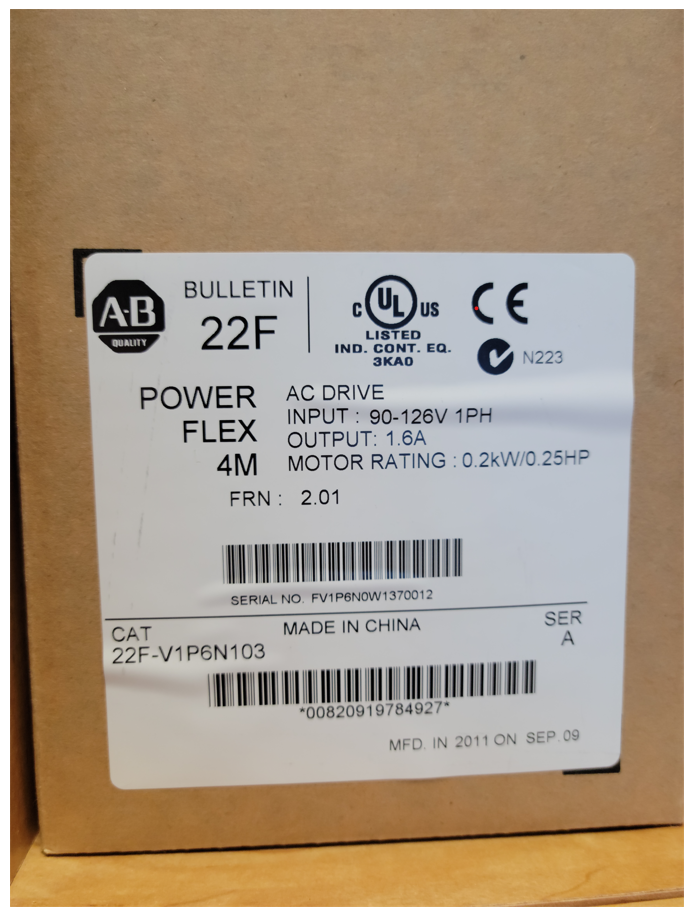 A·B
QUALITY
BULLETIN
22F
C UL US
LISTED
IND. CONT. EQ.
3KA0
CE
N223
POWER
FLEX
4M
AC DRIVE
INPUT : 90-126V 1PH
OUTPUT: 1.6A
MOTOR RATING : 0.2kW/0.25HP
FRN : 2.01
SERIAL NO. FV1P6N0W1370012
CAT
22F-V1P6N103
MADE IN CHINA
SER
A
*00820919784927*
MFD. IN 2011 ON SEP. 09